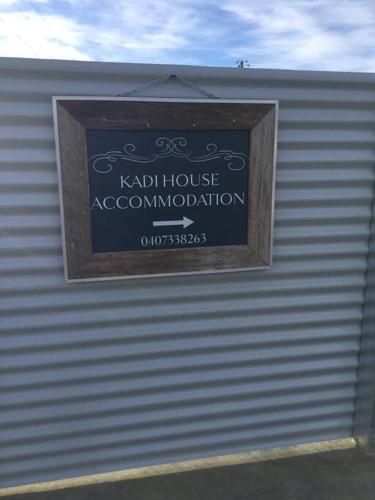 KADI HOUSE
ACCOMMODATION
0407338263